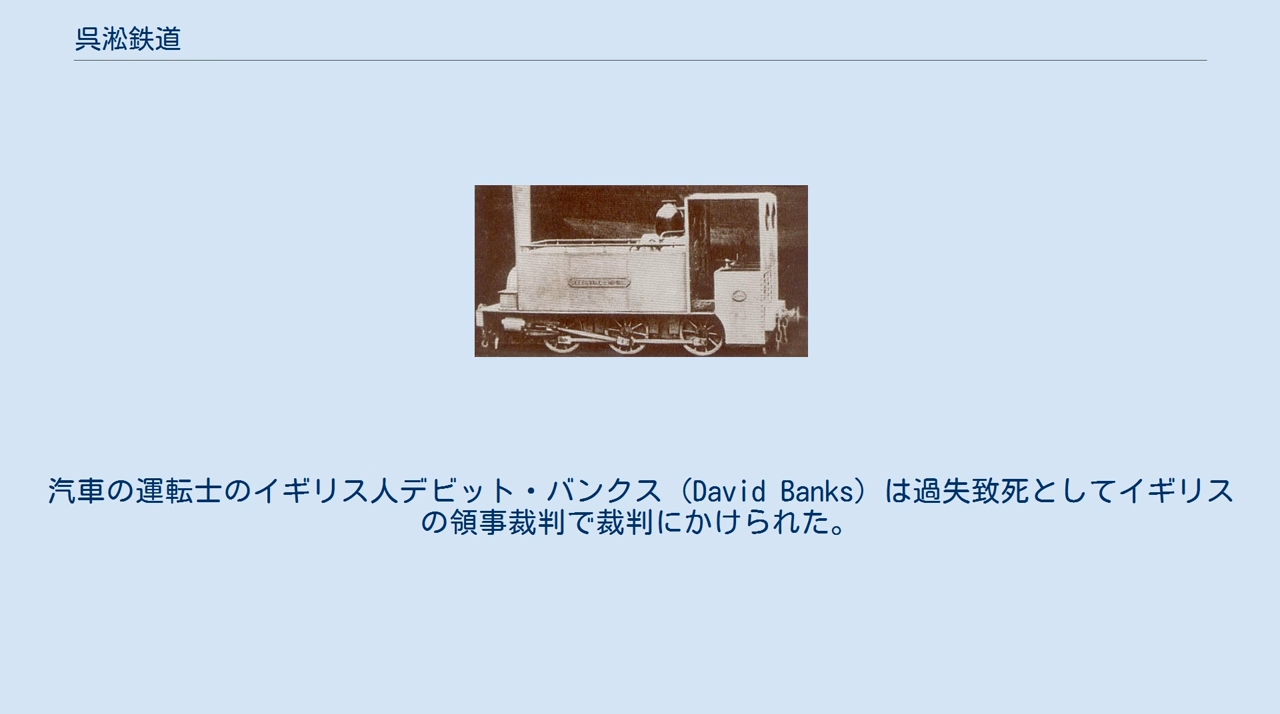 呉淞鉄道
汽車の運転士のイギリス人デビット・バンクス（David Banks）は過失致死としてイギリス
の領事裁判で裁判にかけられた。